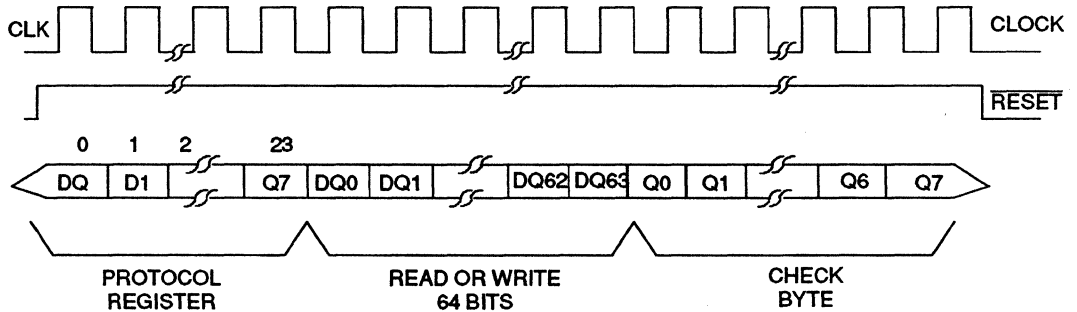 CLK CLOCK
RESET
0 1 2 23
DQ D1 Q7 DQ0 DQ1 DQ62 DQ63 Q0 Q1 Q6 Q7
PROTOCOL REGISTER
READ OR WRITE 64 BITS
CHECK BYTE